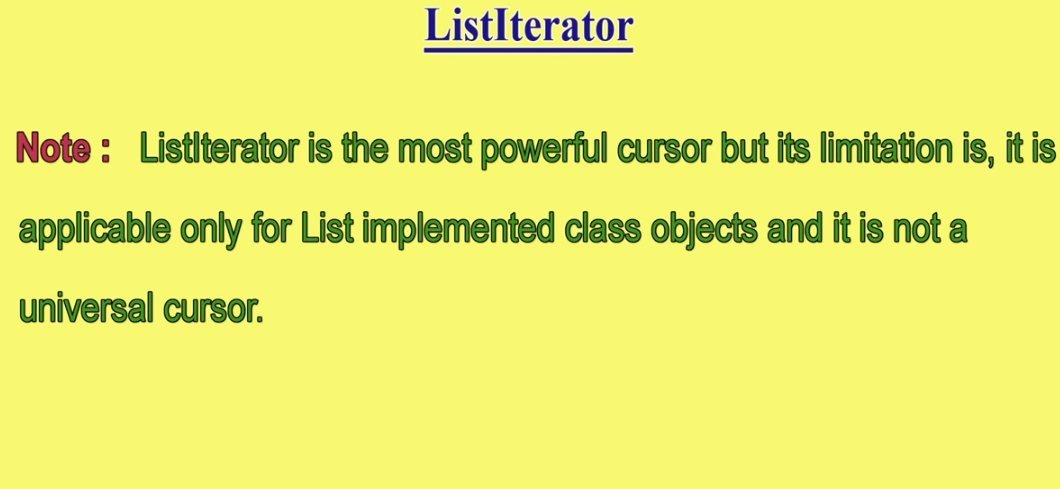 ListIterator
Note : ListIterator is the most powerful cursor but its limitation is, it is
applicable only for List implemented class objects and it is not a
universal cursor.